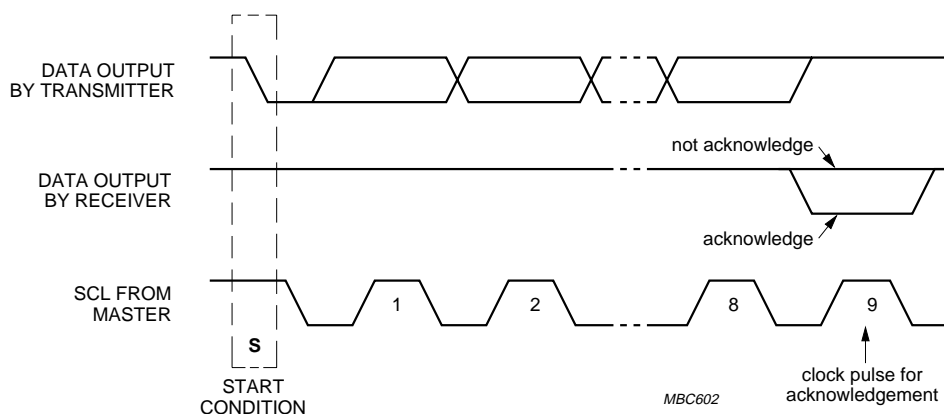 DATA OUTPUT
BY TRANSMITTER
not acknowledge
DATA OUTPUT
BY RECEIVER
acknowledge
SCL FROM
MASTER
1
2
8
9
S
START
CONDITION
MBC602
clock pulse for
acknowledgement